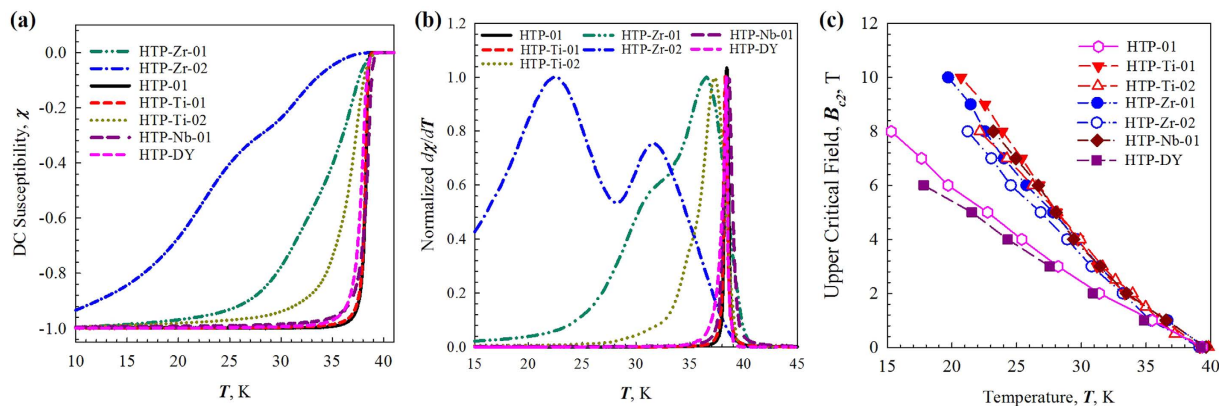 (a)
HTP-Zr-01
HTP-Zr-02
HTP-01
HTP-Ti-01
HTP-Ti-02
HTP-Nb-01
HTP-DY
DC Susceptibility, χ
0.0
-0.2
-0.4
-0.6
-0.8
-1.0
10 15 20 25 30 35 40
T, K
(b)
HTP-01
HTP-Ti-01
HTP-Ti-02
HTP-Zr-01
HTP-Zr-02
HTP-Nb-01
HTP-DY
Normalized dχ/dT
1.2
1.0
0.8
0.6
0.4
0.2
0.0
15 20 25 30 35 40 45
T, K
(c)
HTP-01
HTP-Ti-01
HTP-Ti-02
HTP-Zr-01
HTP-Zr-02
HTP-Nb-01
HTP-DY
Upper Critical Field, Bc2, T
12
10
8
6
4
2
0
15 20 25 30 35 40
Temperature, T, K